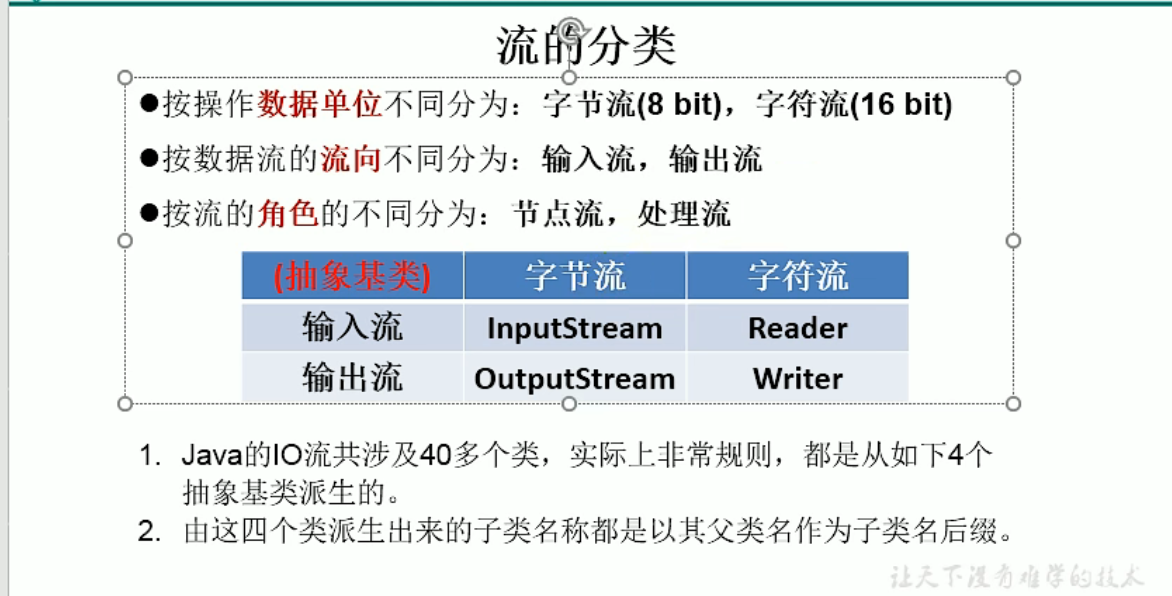 流的分类
●按操作数据单位不同分为：字节流(8 bit)，字符流(16 bit)
●按数据流的流向不同分为：输入流，输出流
●按流的角色的不同分为：节点流，处理流
(抽象基类) 字节流 字符流
输入流 InputStream Reader
输出流 OutputStream Writer
1. Java的IO流共涉及40多个类，实际上非常规则，都是从如下4个
抽象基类派生的。
2. 由这四个类派生出来的子类名称都是以其父类名作为子类名后缀。
让天下没有难学的技术